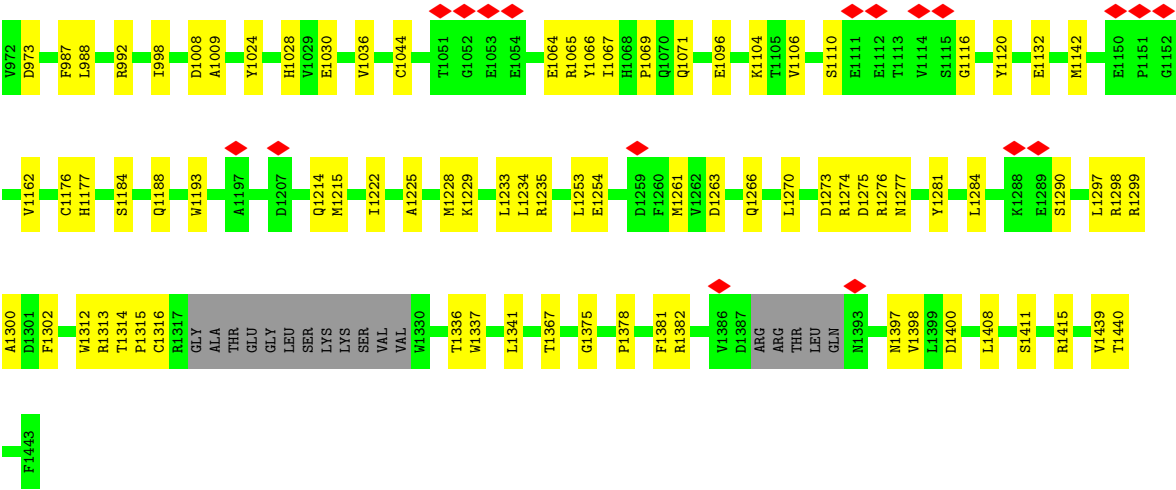 V972 D973 F987 L988 R992 I998 D1008 A1009 Y1024 H1028 V1029 E1030 V1036 C1044 T1051 G1052 E1053 E1054 E1064 R1065 Y1066 I1067 H1068 P1069 Q1070 Q1071 E1096 K1104 T1105 V1106 S1110 E1111 E1112 T1113 V1114 S1115 G1116 Y1120 E1132 M1142 E1150 P1151 G1152
V1162 C1176 H1177 S1184 Q1188 W1193 A1197 D1207 Q1214 M1215 I1222 A1225 M1228 K1229 L1233 L1234 R1235 L1253 E1254 D1259 F1260 M1261 V1262 D1263 Q1266 L1270 D1273 R1274 D1275 R1276 N1277 Y1281 L1284 K1288 E1289 S1290 L1297 R1298 R1299
A1300 D1301 F1302 W1312 R1313 T1314 P1315 C1316 R1317 GLY ALA THR GLU GLY LEU SER LYS LYS SER VAL VAL W1330 T1336 W1337 L1341 T1367 G1375 P1378 F1381 R1382 V1386 D1387 ARG ARG THR LEU GLN N1393 N1397 V1398 L1399 D1400 L1408 S1411 R1415 V1439 T1440
F1443